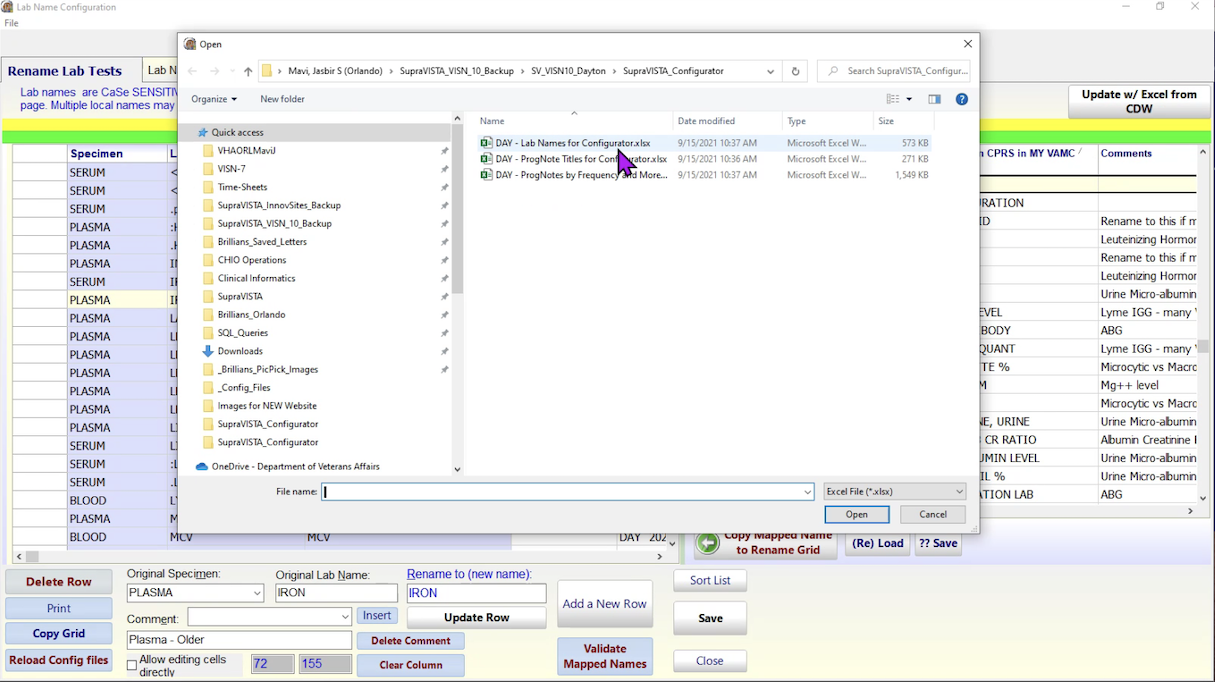 Lab Name Configuration
File
Rename Lab Tests
Lab N
Lab names are CaSe SENSITIV
page. Multiple local names may
Update w/ Excel from
CDW
Open
Mavi, Jasbir S (Orlando) › SupraVISTA_VISN_10_Backup › SV_VISN10_Dayton › SupraVISTA_Configurator
Search SupraVISTA_Configur...
Organize
New folder
Quick access
VHAORLMaviJ
VISN-7
Time-Sheets
SupraVISTA_InnovSites_Backup
SupraVISTA_VISN_10_Backup
Brillians_Saved_Letters
CHIO Operations
Clinical Informatics
SupraVISTA
Brillians_Orlando
SQL_Queries
Downloads
_Brillians_PicPick_Images
_Config_Files
Images for NEW Website
SupraVISTA_Configurator
SupraVISTA_Configurator
OneDrive - Department of Veterans Affairs
Name Date modified Type Size
DAY - Lab Names for Configurator.xlsx 9/15/2021 10:37 AM Microsoft Excel W... 573 KB
DAY - ProgNote Titles for Configurator.xlsx 9/15/2021 10:36 AM Microsoft Excel W... 271 KB
DAY - ProgNotes by Frequency and More... 9/15/2021 10:37 AM Microsoft Excel W... 1,549 KB
File name:
Excel File (*.xlsx)
Open
Cancel
Specimen L
SERUM <
SERUM <
SERUM .p
PLASMA :H
PLASMA .H
PLASMA IN
SERUM IF
PLASMA IF
PLASMA LA
PLASMA LI
PLASMA LI
PLASMA LI
PLASMA LI
PLASMA LI
PLASMA LI
SERUM LI
SERUM :L
SERUM .L
BLOOD LY
PLASMA M
BLOOD MCV MCV DAY 202
n CPRS in MY VAMC / Comments
URATION
ID Rename to this if m
Leuteinizing Hormor
Rename to this if m
Leuteinizing Hormor
Urine Micro-albumin
EVEL Lyme IGG - many
BODY ABG
QUANT Lyme IGG - many
TE % Microcytic vs Macro
M Mg++ level
Microcytic vs Macro
NE, URINE Urine Micro-albumin
CR RATIO Albumin Creatinine
UMIN LEVEL Urine Micro-albumin
IL % Urine Micro-albumin
ATION LAB ABG
Copy Mapped Name
to Rename Grid
(Re) Load
?? Save
Delete Row
Print
Copy Grid
Reload Config files
Original Specimen:
PLASMA
Original Lab Name:
IRON
Rename to (new name):
IRON
Comment:
Insert
Update Row
Plasma - Older
Delete Comment
Allow editing cells
directly
72
155
Clear Column
Add a New Row
Validate
Mapped Names
Sort List
Save
Close